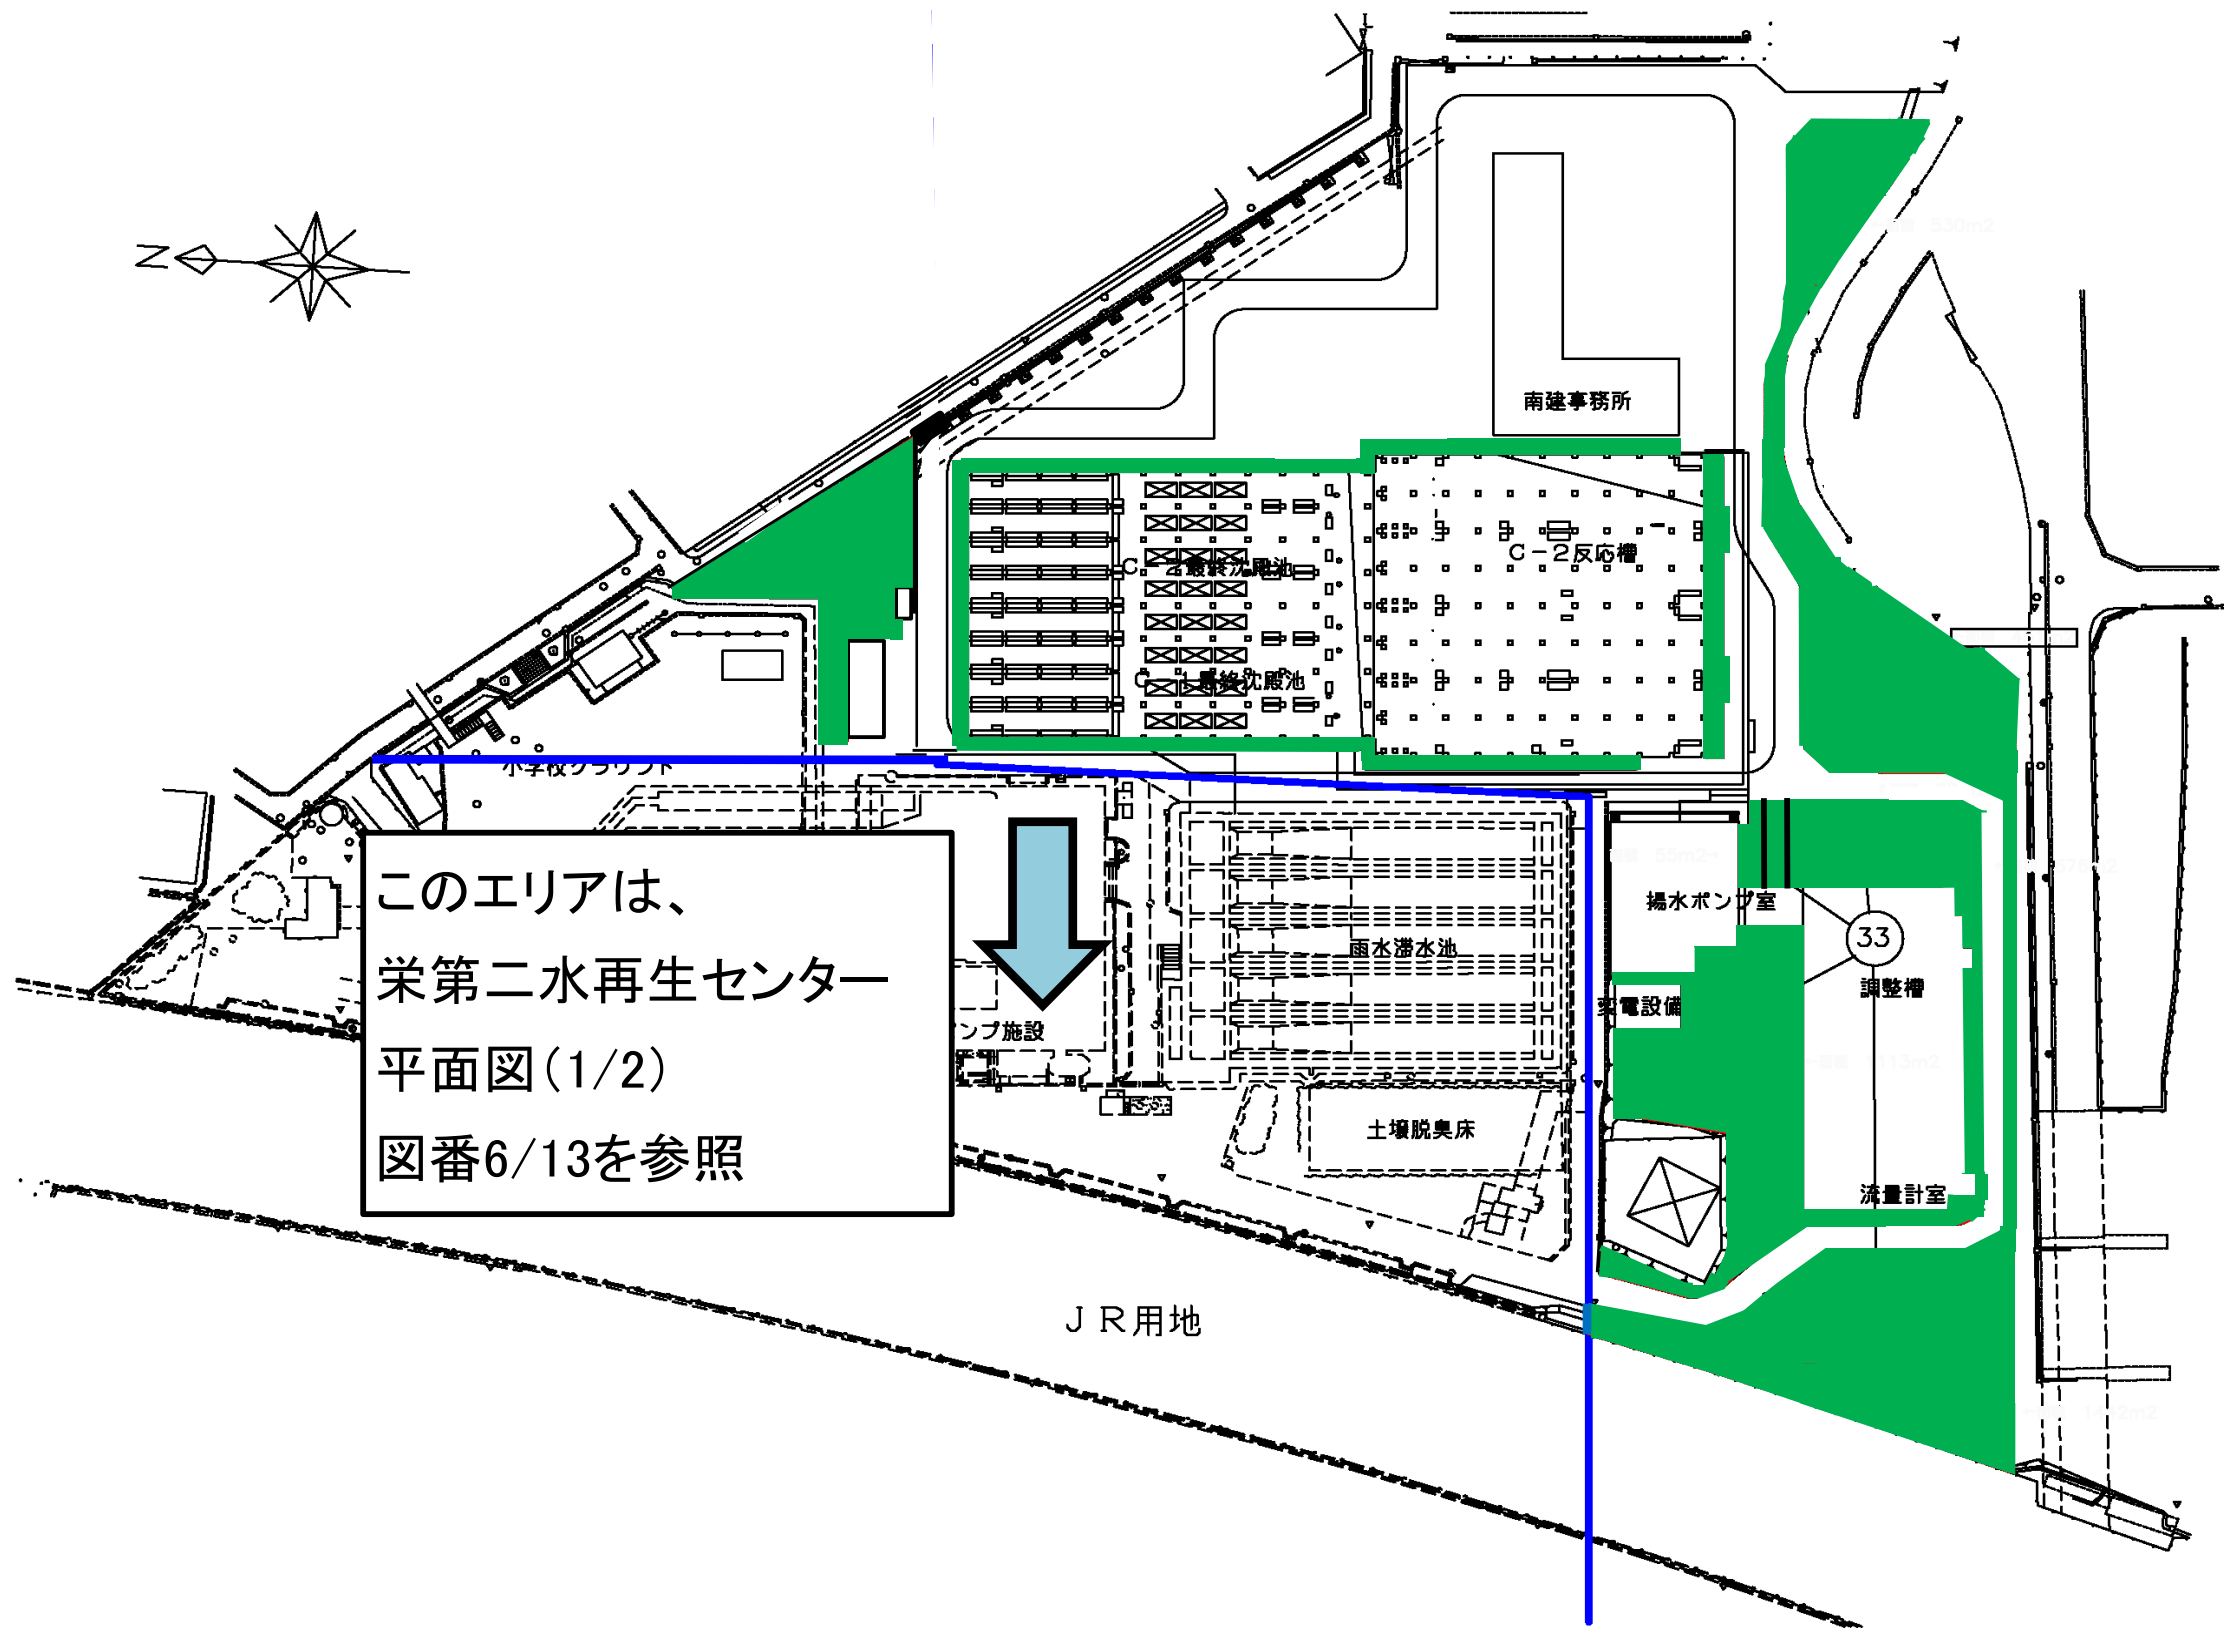 N
南建事務所
C-2最終沈殿池
C-2反応槽
C-1最終沈殿池
小学校グラウンド
このエリアは、
栄第二水再生センター
平面図(1/2)
図番6/13を参照
ンプ施設
雨水滞水池
揚水ポンプ室
33
変電設備
調整槽
土壌脱臭床
流量計室
JR用地
530m2
55m2